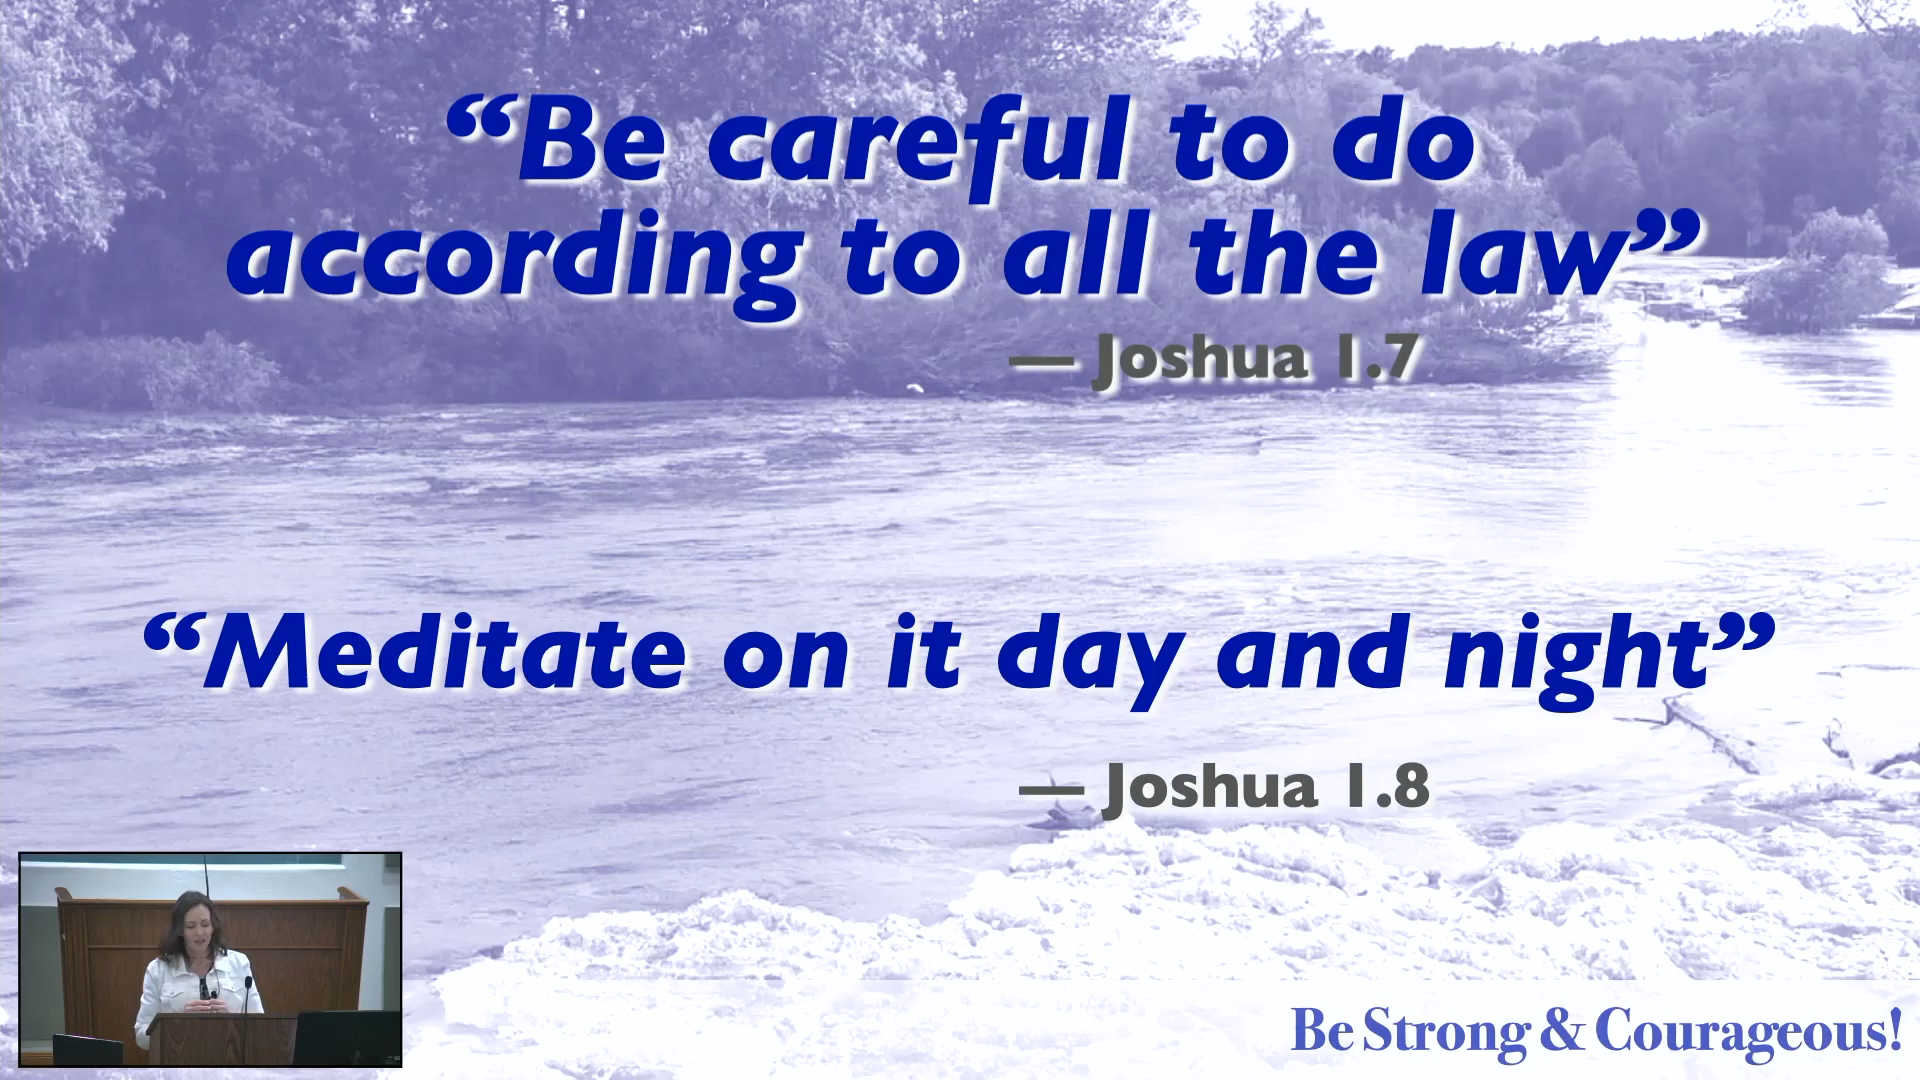 “Be careful to do
according to all the law”
— Joshua 1.7
“Meditate on it day and night”
— Joshua 1.8
Be Strong & Courageous!